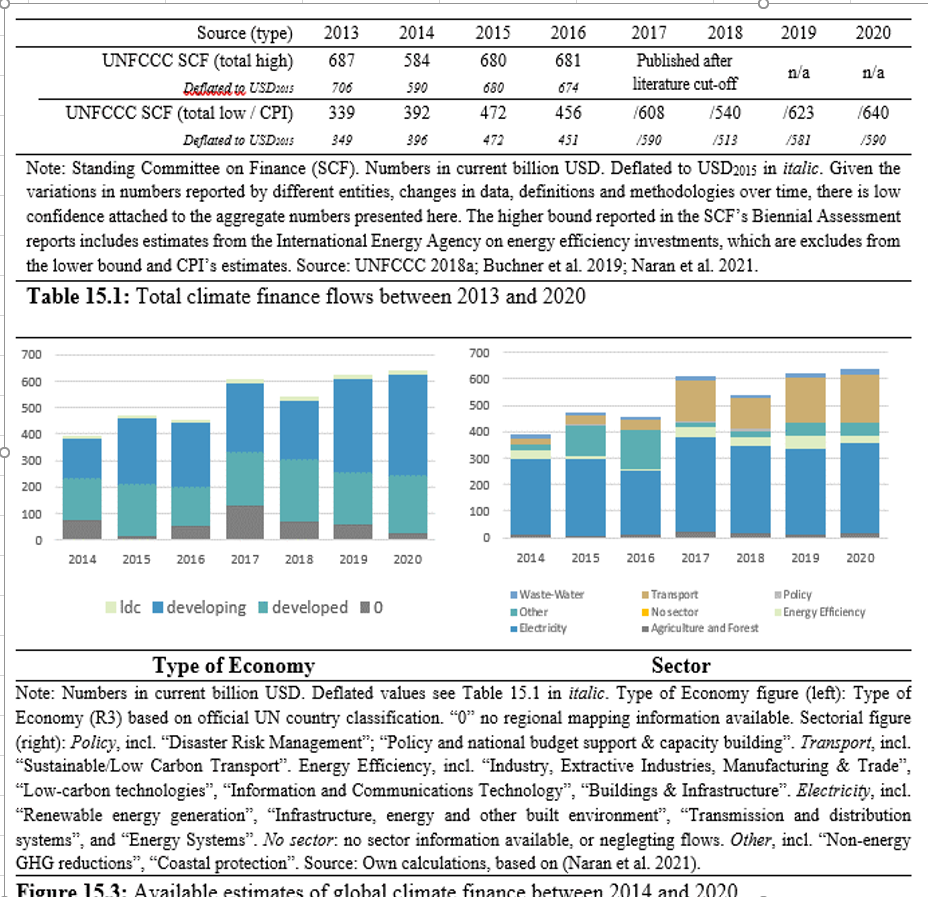 Source (type) 2013 2014 2015 2016 2017 2018 2019 2020
UNFCCC SCF (total high) 687 584 680 681 Published after literature cut-off n/a n/a
Deflated to USD2015 706 590 680 674
UNFCCC SCF (total low / CPI) 339 392 472 456 /608 /540 /623 /640
Deflated to USD2015 349 396 472 451 /590 /513 /581 /590
Note: Standing Committee on Finance (SCF). Numbers in current billion USD. Deflated to USD2015 in italic. Given the
variations in numbers reported by different entities, changes in data, definitions and methodologies over time, there is low
confidence attached to the aggregate numbers presented here. The higher bound reported in the SCF's Biennial Assessment
reports includes estimates from the International Energy Agency on energy efficiency investments, which are excludes from
the lower bound and CPI's estimates. Source: UNFCCC 2018a; Buchner et al. 2019; Naran et al. 2021.
Table 15.1: Total climate finance flows between 2013 and 2020
700
600
500
400
300
200
100
0
2014 2015 2016 2017 2018 2019 2020
ldc developing developed 0
700
600
500
400
300
200
100
0
2014 2015 2016 2017 2018 2019 2020
Waste-Water Transport Policy
Other No sector Energy Efficiency
Electricity Agriculture and Forest
Type of Economy Sector
Note: Numbers in current billion USD. Deflated values see Table 15.1 in italic. Type of Economy figure (left): Type of
Economy (R3) based on official UN country classification. “0” no regional mapping information available. Sectorial figure
(right): Policy, incl. “Disaster Risk Management”; “Policy and national budget support & capacity building”. Transport, incl.
“Sustainable/Low Carbon Transport”. Energy Efficiency, incl. “Industry, Extractive Industries, Manufacturing & Trade”,
“Low-carbon technologies”, “Information and Communications Technology”, “Buildings & Infrastructure”. Electricity, incl.
“Renewable energy generation”, “Infrastructure, energy and other built environment”, “Transmission and distribution
systems”, and “Energy Systems”. No sector: no sector information available, or neglegting flows. Other, incl. “Non-energy
GHG reductions”, “Coastal protection”. Source: Own calculations, based on (Naran et al. 2021).
Figure 15.3: Available estimates of global climate finance between 2014 and 2020